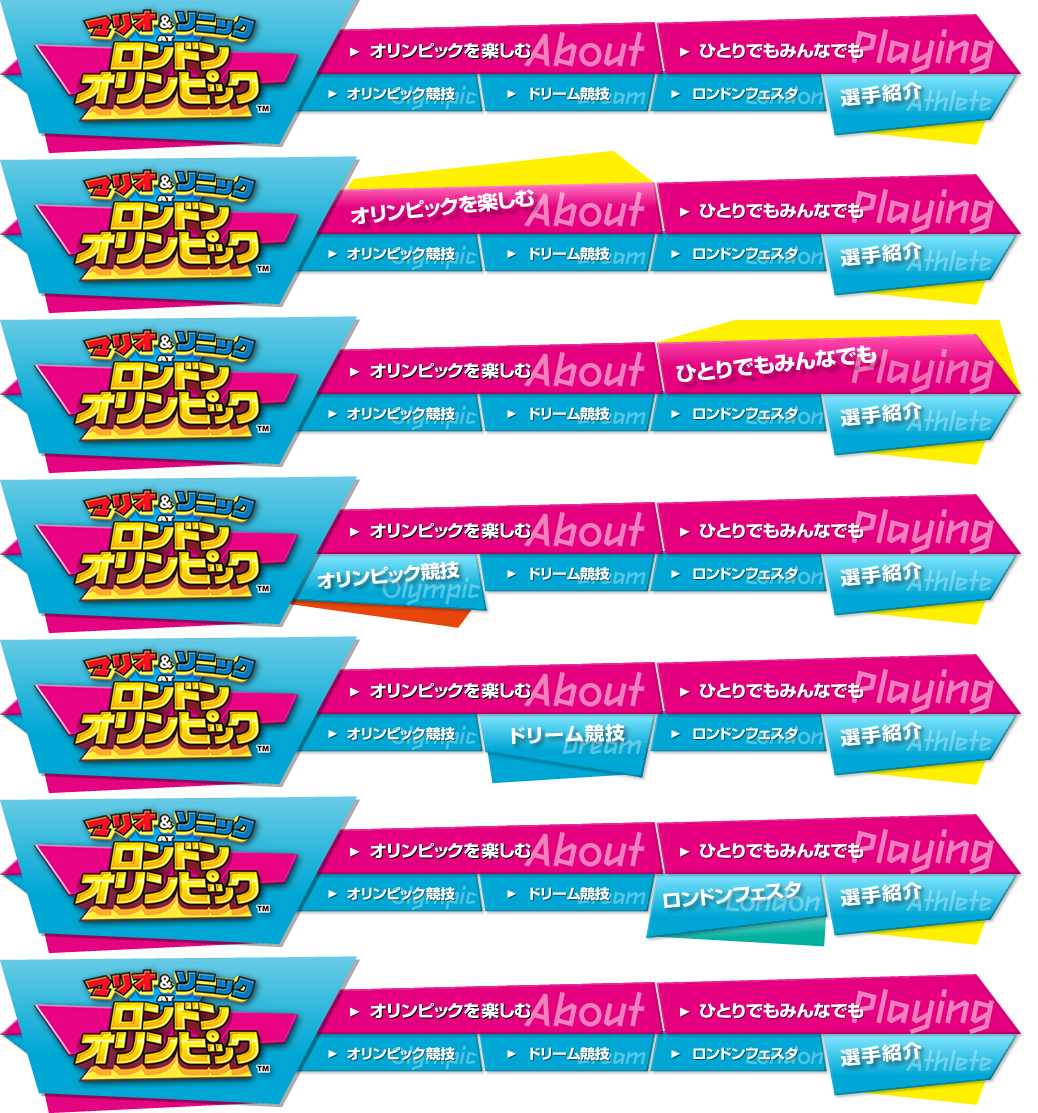 マリオ&ソニック
AT
ロンドン
オリンピック™
オリンピックを楽しむ About
ひとりでもみんなでも Playing
オリンピック競技 Olympic
ドリーム競技 Dream
ロンドンフェスタ London
選手紹介 Athlete
マリオ&ソニック
AT
ロンドン
オリンピック™
オリンピックを楽しむ About
ひとりでもみんなでも Playing
オリンピック競技 Olympic
ドリーム競技 Dream
ロンドンフェスタ London
選手紹介 Athlete
マリオ&ソニック
AT
ロンドン
オリンピック™
オリンピックを楽しむ About
ひとりでもみんなでも Playing
オリンピック競技 Olympic
ドリーム競技 Dream
ロンドンフェスタ London
選手紹介 Athlete
マリオ&ソニック
AT
ロンドン
オリンピック™
オリンピックを楽しむ About
ひとりでもみんなでも Playing
オリンピック競技 Olympic
ドリーム競技 Dream
ロンドンフェスタ London
選手紹介 Athlete
マリオ&ソニック
AT
ロンドン
オリンピック™
オリンピックを楽しむ About
ひとりでもみんなでも Playing
オリンピック競技 Olympic
ドリーム競技 Dream
ロンドンフェスタ London
選手紹介 Athlete
マリオ&ソニック
AT
ロンドン
オリンピック™
オリンピックを楽しむ About
ひとりでもみんなでも Playing
オリンピック競技 Olympic
ドリーム競技 Dream
ロンドンフェスタ London
選手紹介 Athlete
マリオ&ソニック
AT
ロンドン
オリンピック™
オリンピックを楽しむ About
ひとりでもみんなでも Playing
オリンピック競技 Olympic
ドリーム競技 Dream
ロンドンフェスタ London
選手紹介 Athlete